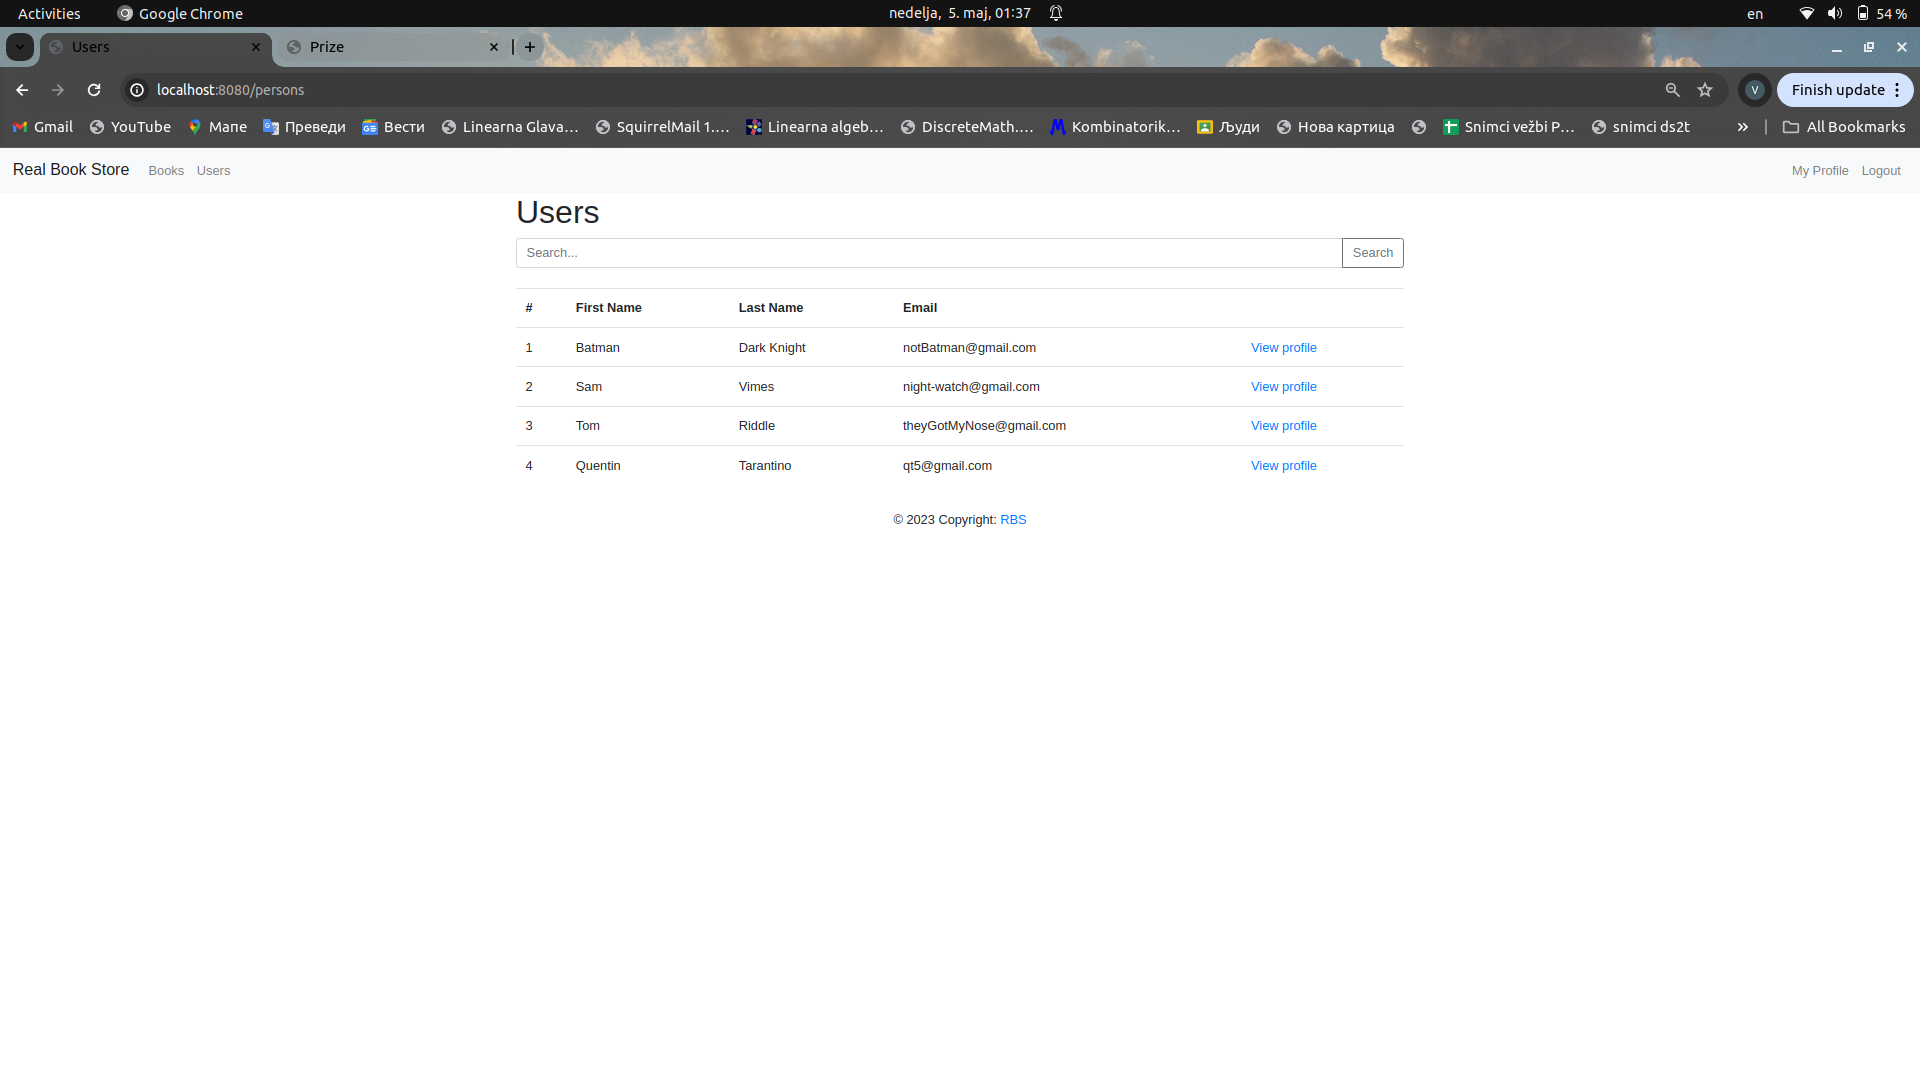 Activities Google Chrome nedelja, 5. maj, 01:37 en 54 %
Users Prize
localhost:8080/persons V Finish update
Gmail YouTube Мапе Преведи Вести Linearna Glava… SquirrelMail 1.… Linearna algeb… DiscreteMath.… Kombinatorik… Људи Нова картица Snimci vežbi P… snimci ds2t » All Bookmarks
Real Book Store Books Users My Profile Logout
Users
Search... Search
# First Name Last Name Email
1 Batman Dark Knight notBatman@gmail.com View profile
2 Sam Vimes night-watch@gmail.com View profile
3 Tom Riddle theyGotMyNose@gmail.com View profile
4 Quentin Tarantino qt5@gmail.com View profile
© 2023 Copyright: RBS